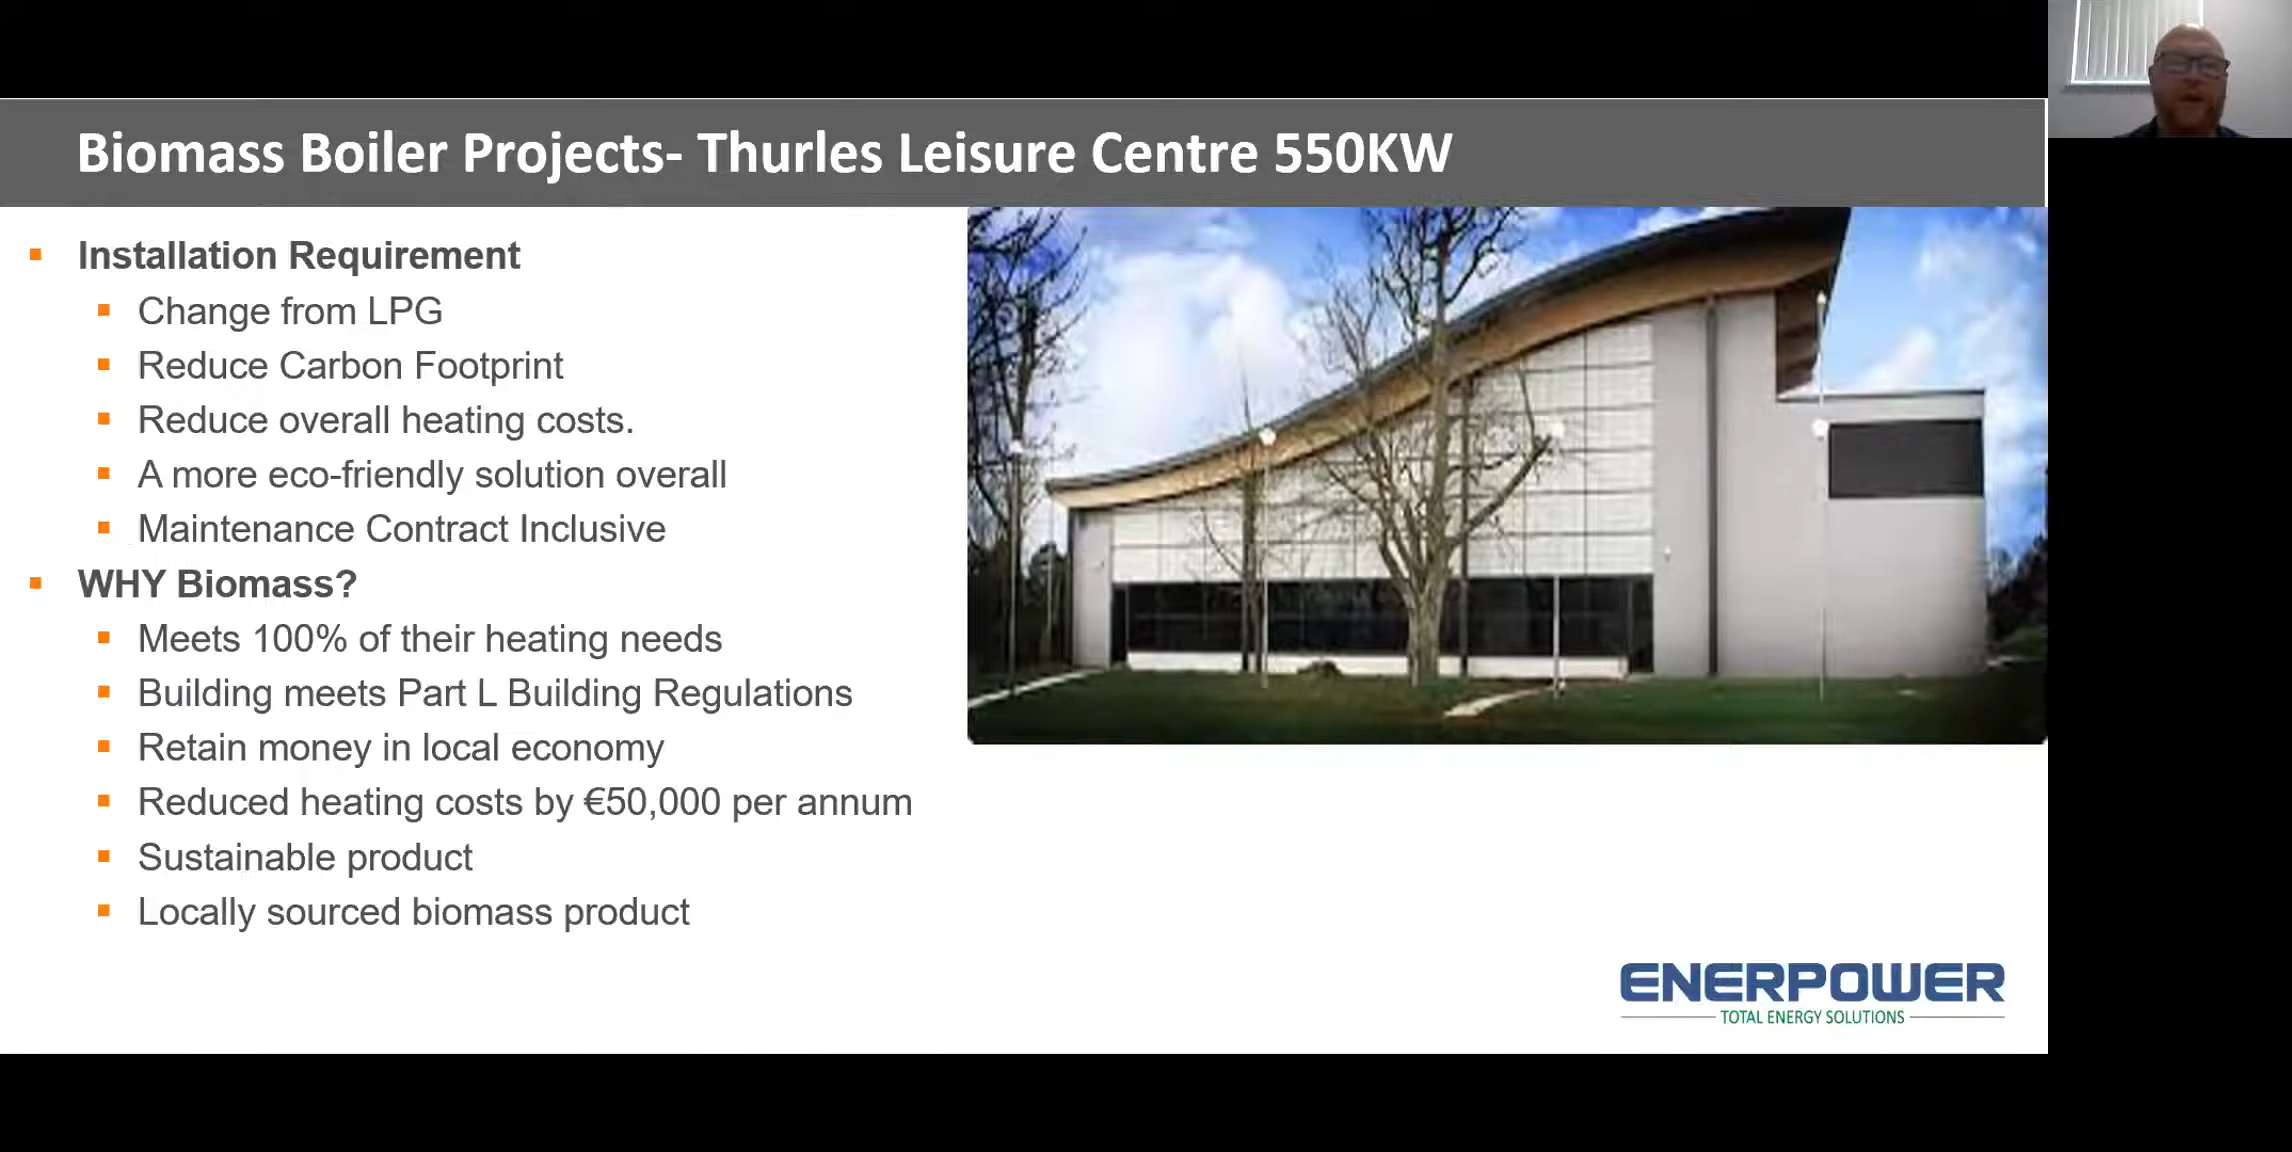 Biomass Boiler Projects- Thurles Leisure Centre 550KW
Installation Requirement
Change from LPG
Reduce Carbon Footprint
Reduce overall heating costs.
A more eco-friendly solution overall
Maintenance Contract Inclusive
WHY Biomass?
Meets 100% of their heating needs
Building meets Part L Building Regulations
Retain money in local economy
Reduced heating costs by €50,000 per annum
Sustainable product
Locally sourced biomass product
ENERPOWER
TOTAL ENERGY SOLUTIONS